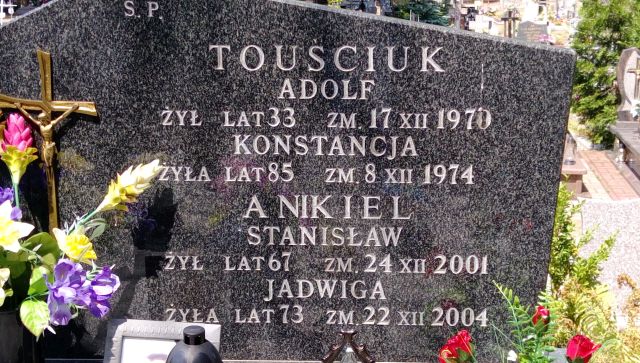 Ś.P.
TOUŚCIUK
ADOLF
ŻYŁ LAT 33 ZM. 17 XII 1970
KONSTANCJA
ŻYŁA LAT 85 ZM. 8 XII 1974
ANIKIEL
STANISŁAW
ŻYŁ LAT 67 ZM. 24 XII 2001
JADWIGA
ŻYŁA LAT 73 ZM. 22 XII 2004